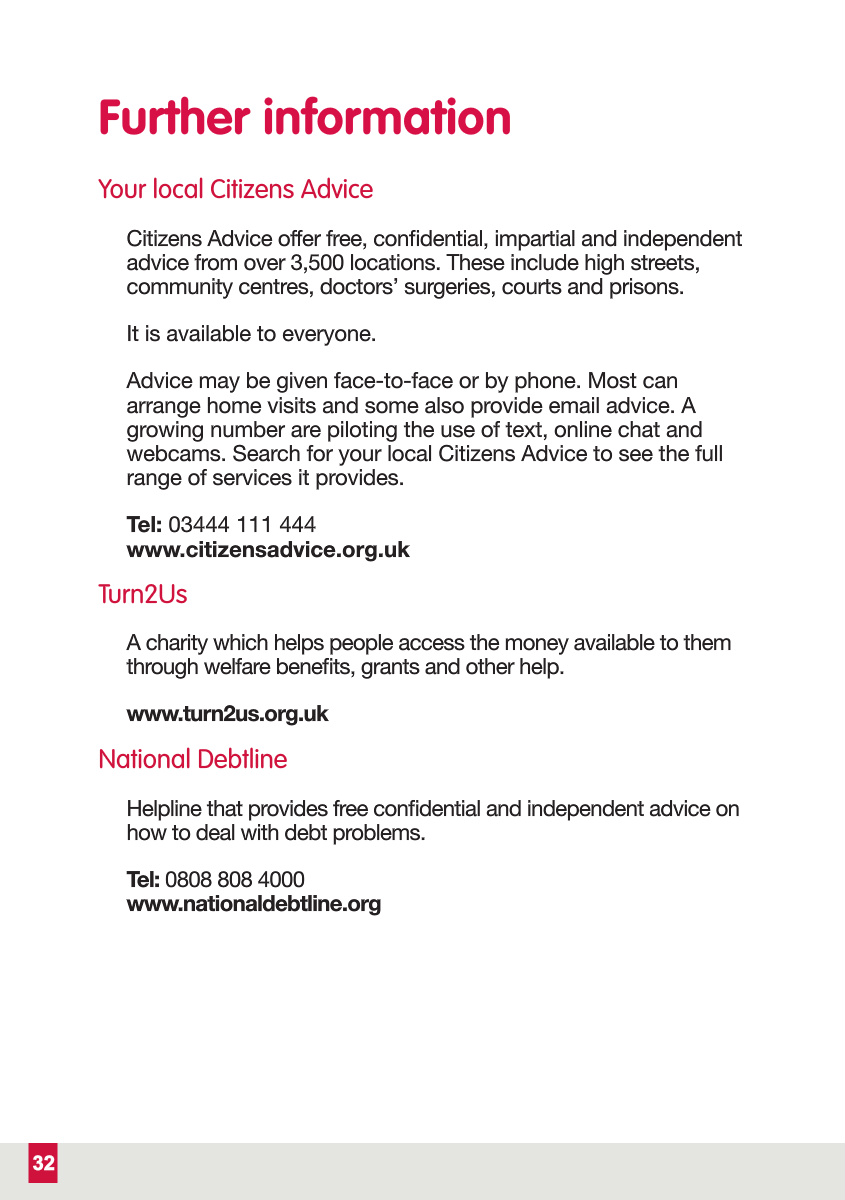 Further information
Your local Citizens Advice
Citizens Advice offer free, confidential, impartial and independent
advice from over 3,500 locations. These include high streets,
community centres, doctors’ surgeries, courts and prisons.
It is available to everyone.
Advice may be given face-to-face or by phone. Most can
arrange home visits and some also provide email advice. A
growing number are piloting the use of text, online chat and
webcams. Search for your local Citizens Advice to see the full
range of services it provides.
Tel: 03444 111 444
www.citizensadvice.org.uk
Turn2Us
A charity which helps people access the money available to them
through welfare benefits, grants and other help.
www.turn2us.org.uk
National Debtline
Helpline that provides free confidential and independent advice on
how to deal with debt problems.
Tel: 0808 808 4000
www.nationaldebtline.org
32